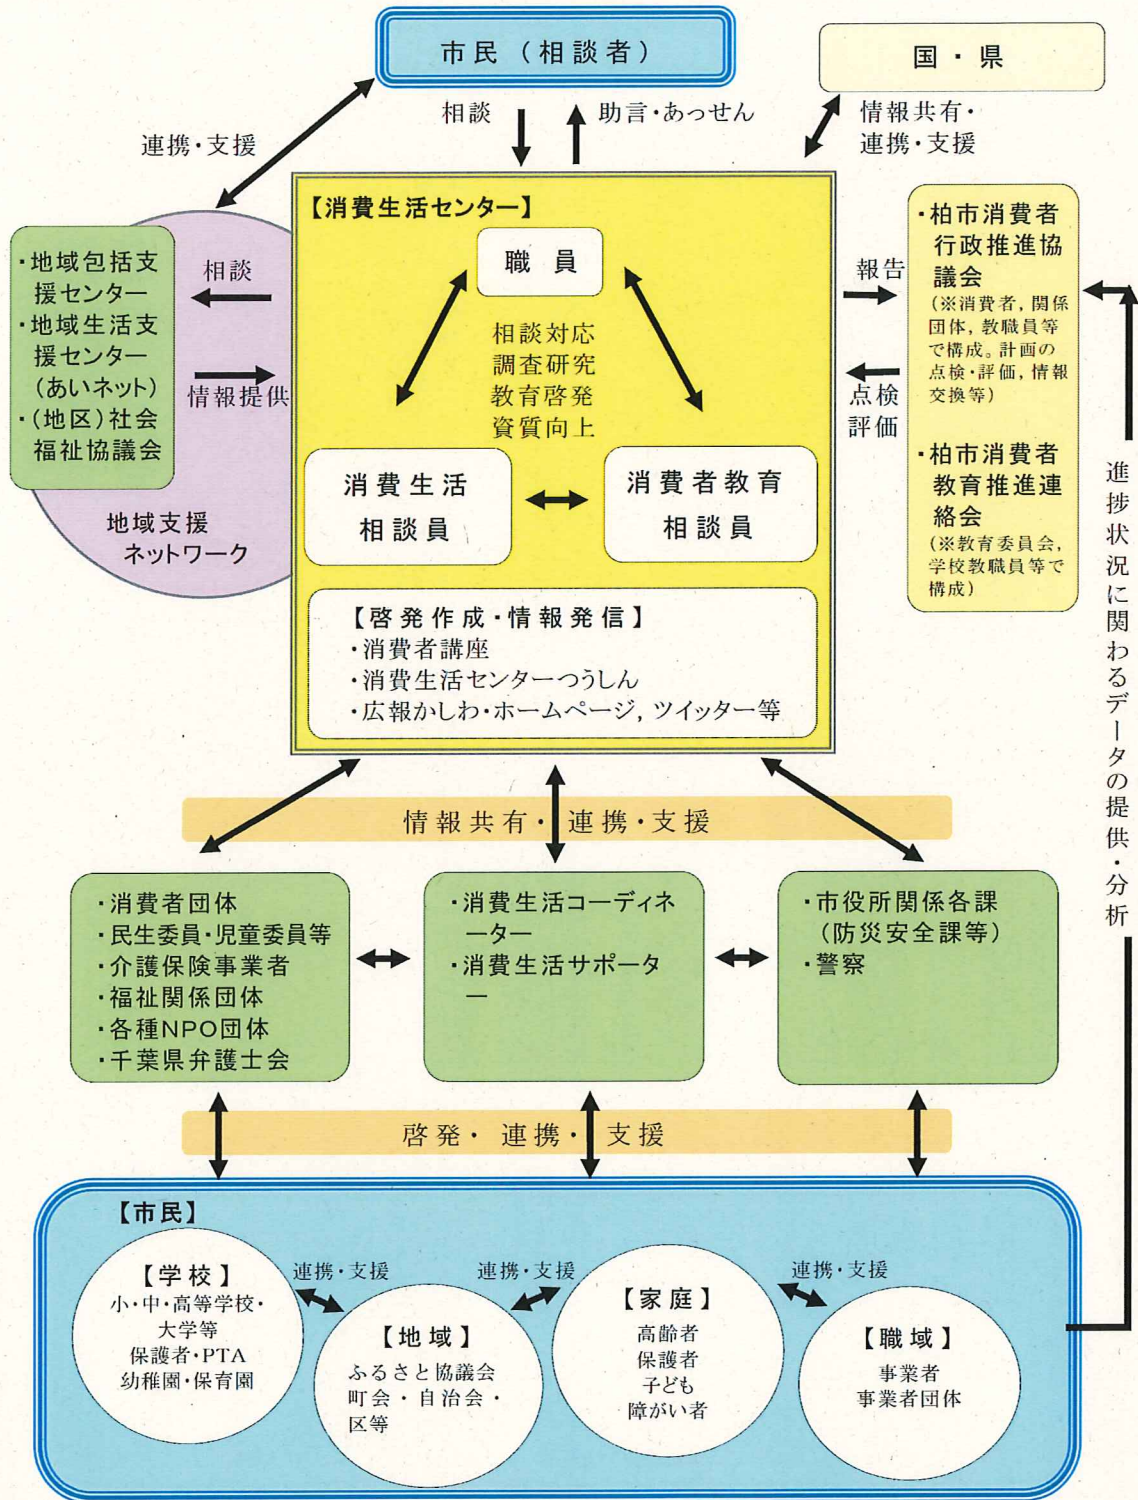 市民（相談者）
国・県
相談
助言・あっせん
情報共有・
連携・支援
連携・支援
【消費生活センター】
職員
相談対応
調査研究
教育啓発
資質向上
消費生活
相談員
消費者教育
相談員
【啓発作成・情報発信】
・消費者講座
・消費生活センターつうしん
・広報かしわ・ホームページ，ツイッター等
・地域包括支
援センター
・地域生活支
援センター
（あいネット）
・（地区）社会
福祉協議会
相談
情報提供
地域支援
ネットワーク
報告
点検
評価
・柏市消費者
行政推進協
議会
（※消費者，関係
団体，教職員等
で構成。計画の
点検・評価，情報
交換等）
・柏市消費者
教育推進連
絡会
（※教育委員会，
学校教職員等で
構成）
進捗状況に関わるデータの提供・分析
情報共有・連携・支援
・消費者団体
・民生委員・児童委員等
・介護保険事業者
・福祉関係団体
・各種NPO団体
・千葉県弁護士会
・消費生活コーディネ
ーター
・消費生活サポータ
ー
・市役所関係各課
（防災安全課等）
・警察
啓発・連携・支援
【市民】
【学校】
小・中・高等学校・
大学等
保護者・PTA
幼稚園・保育園
連携・支援
【地域】
ふるさと協議会
町会・自治会・
区等
連携・支援
【家庭】
高齢者
保護者
子ども
障がい者
連携・支援
【職域】
事業者
事業者団体